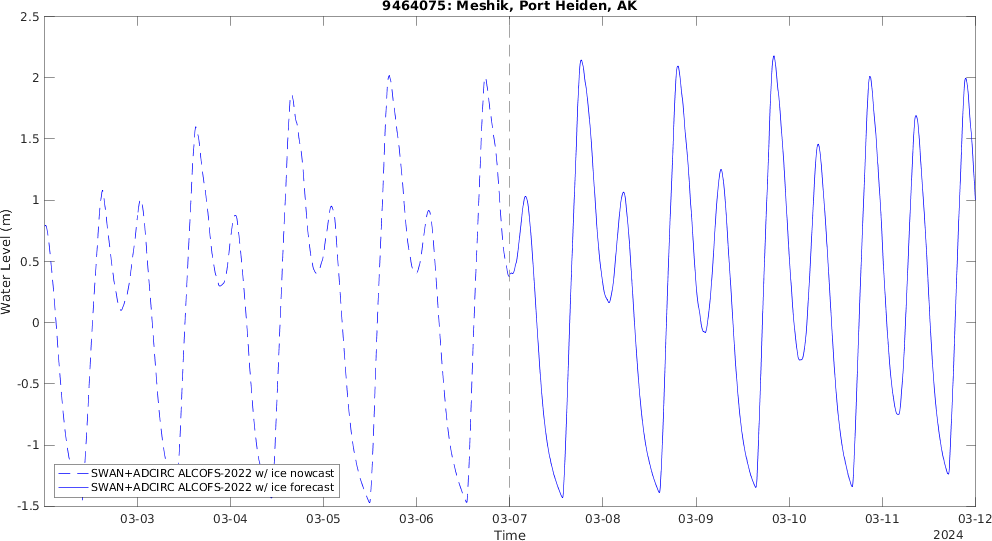 9464075: Meshik, Port Heiden, AK
Water Level (m)
2.5
2
1.5
1
0.5
0
-0.5
-1
-1.5
SWAN+ADCIRC ALCOFS-2022 w/ ice nowcast
SWAN+ADCIRC ALCOFS-2022 w/ ice forecast
03-03 03-04 03-05 03-06 03-07 03-08 03-09 03-10 03-11 03-12
Time
2024